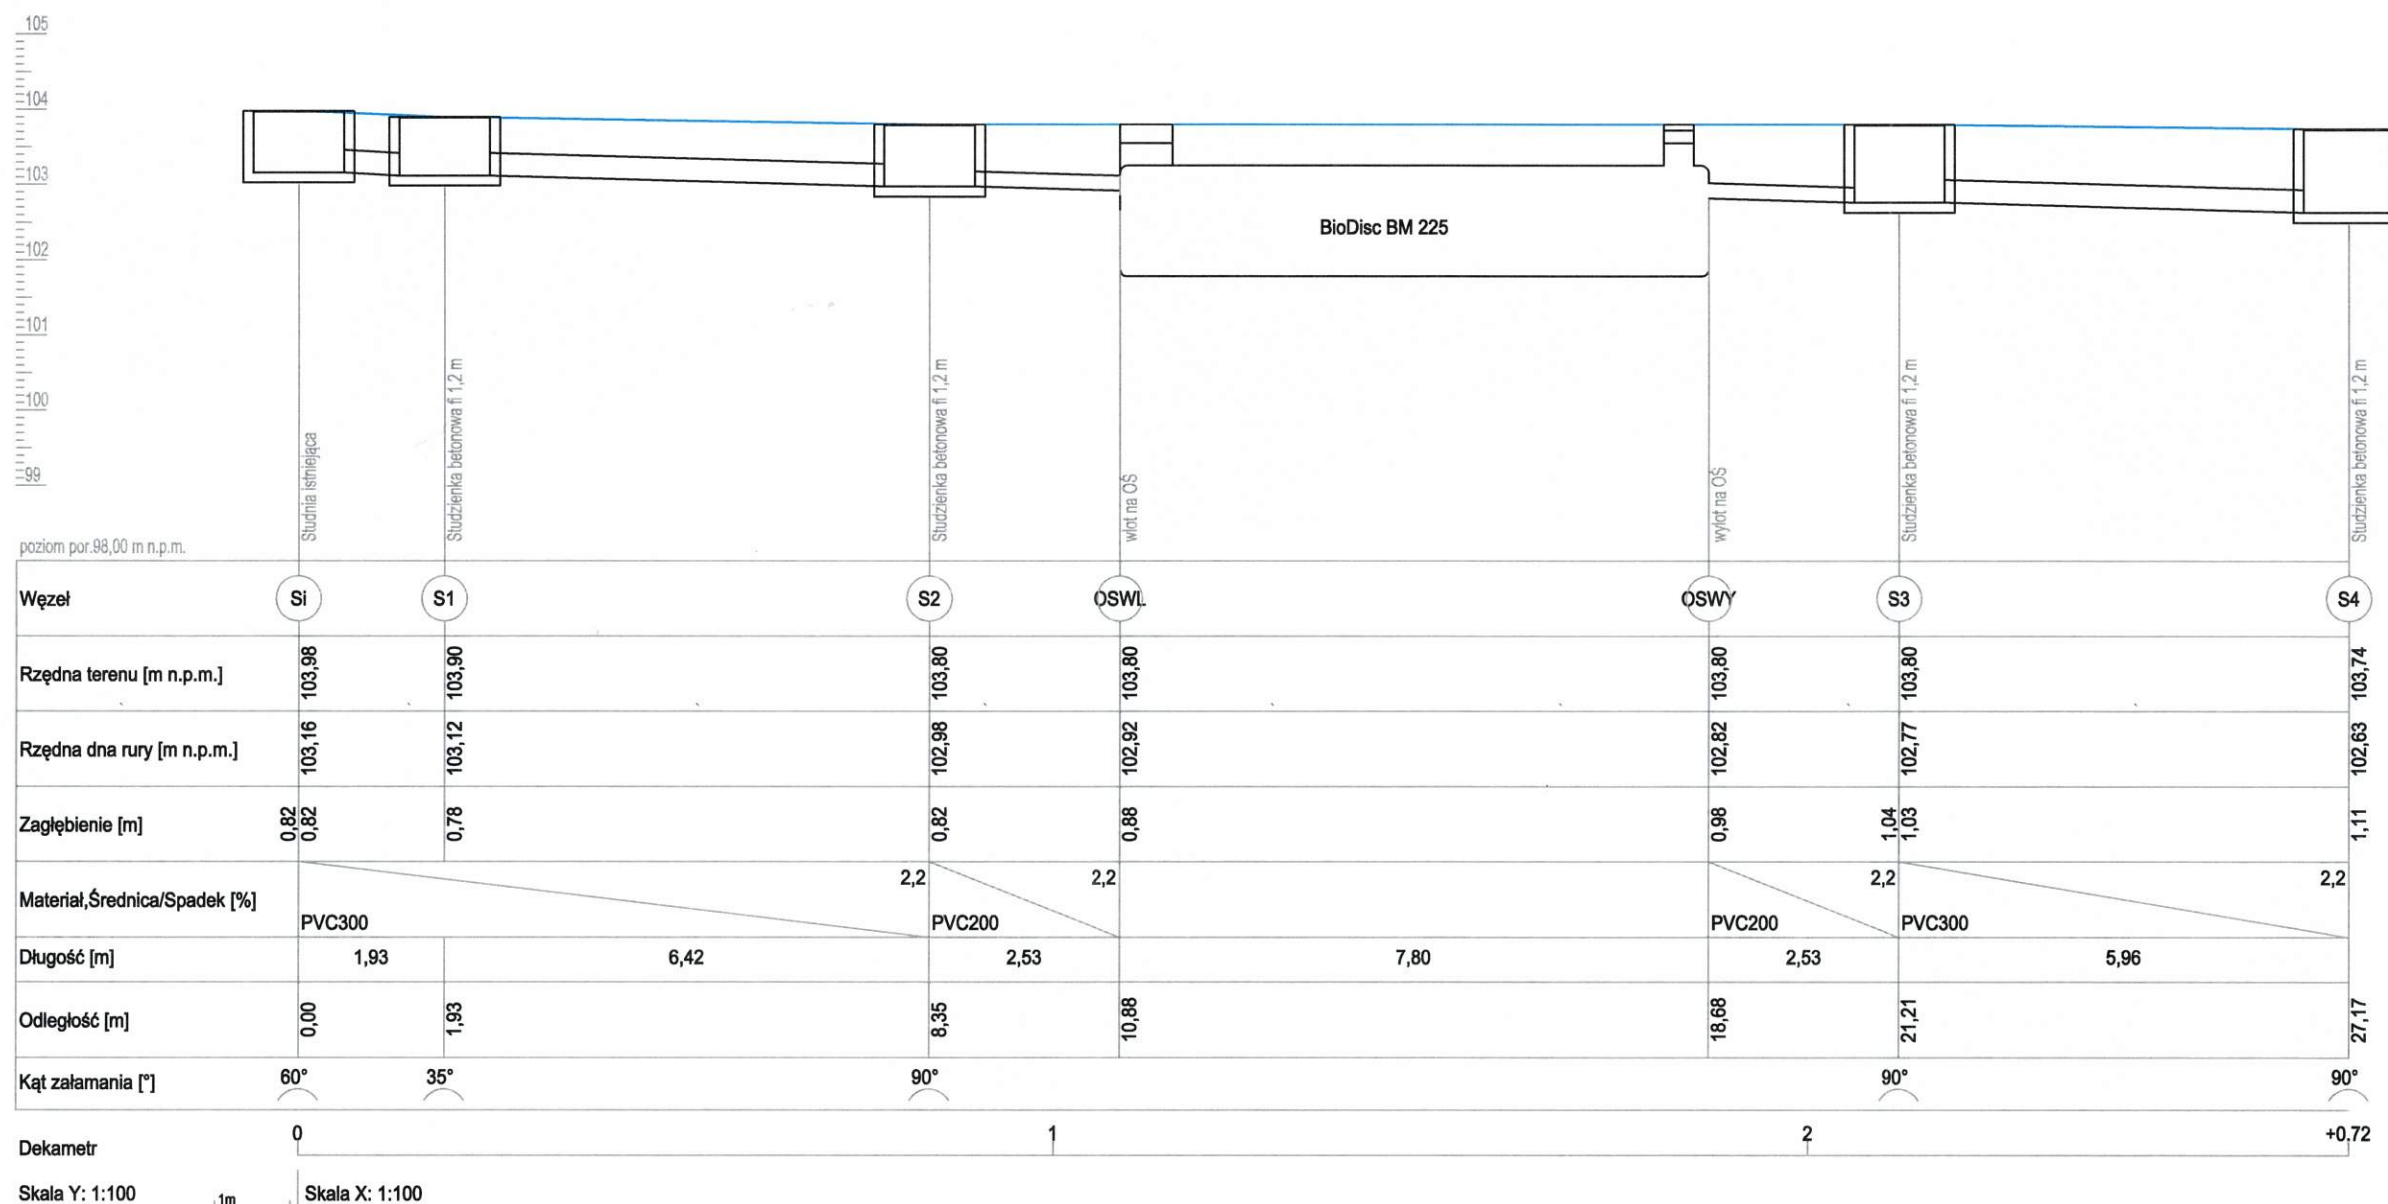 105
104
103
102
101
100
99
BioDisc BM 225
Studnia istniejąca
Studzienka betonowa fi 1,2 m
Studzienka betonowa fi 1,2 m
wlot na OŚ
wylot na OŚ
Studzienka betonowa fi 1,2 m
Studzienka betonowa fi 1,2 m
poziom por.98,00 m n.p.m.
Węzeł Si S1 S2 OSWL OSWY S3 S4
Rzędna terenu [m n.p.m.] 103,98 103,90 103,80 103,80 103,80 103,80 103,74
Rzędna dna rury [m n.p.m.] 103,16 103,12 102,98 102,92 102,82 102,77 102,63
Zagłębienie [m] 0,82 0,82 0,78 0,82 0,88 0,98 1,04 1,03 1,11
2,2 2,2 2,2 2,2
Materiał,Średnica/Spadek [%]
PVC300 PVC200 PVC200 PVC300
Długość [m] 1,93 6,42 2,53 7,80 2,53 5,96
Odległość [m] 0,00 1,93 8,35 10,88 18,68 21,21 27,17
Kąt załamania [°] 60° 35° 90° 90° 90°
Dekametr 0 1 2 +0.72
Skala Y: 1:100 1m Skala X: 1:100